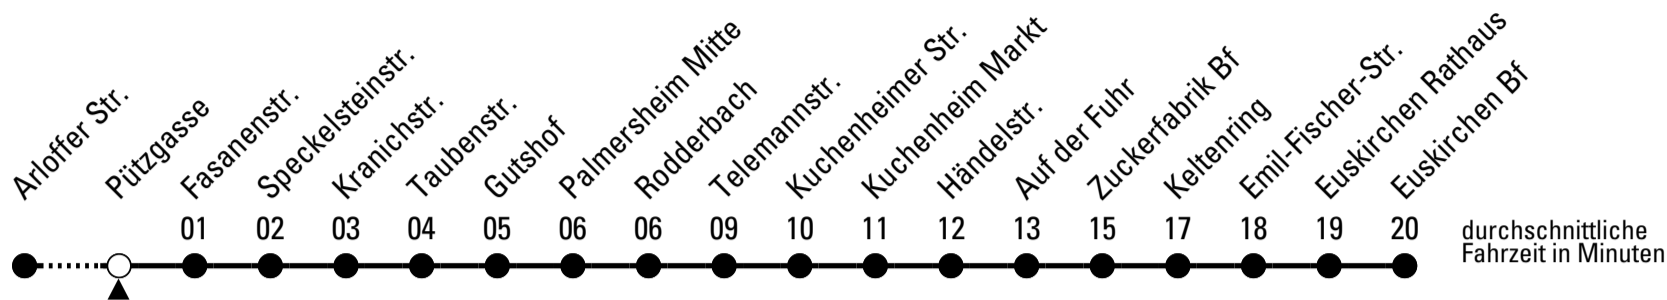 Arloffer Str.
Pützgasse
Fasanenstr.
Speckelsteinstr.
Kranichstr.
Taubenstr.
Gutshof
Palmersheim Mitte
Rodderbach
Telemannstr.
Kuchenheimer Str.
Kuchenheim Markt
Händelstr.
Auf der Fuhr
Zuckerfabrik Bf
Keltenring
Emil-Fischer-Str.
Euskirchen Rathaus
Euskirchen Bf
01 02 03 04 05 06 06 09 10 11 12 13 15 17 18 19 20
durchschnittliche
Fahrzeit in Minuten